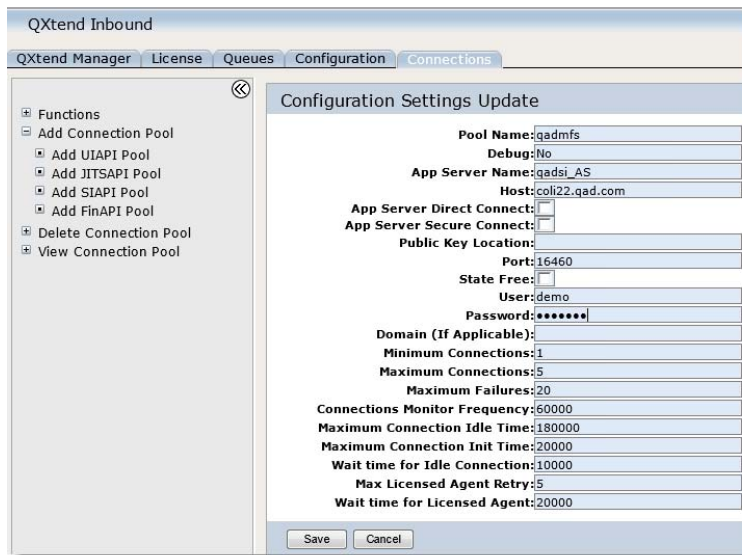 QXtend Inbound
QXtend Manager License Queues Configuration Connections
Functions
Add Connection Pool
Add UIAPI Pool
Add JITSAPI Pool
Add SIAPI Pool
Add FinAPI Pool
Delete Connection Pool
View Connection Pool
Configuration Settings Update
Pool Name: qadmfs
Debug: No
App Server Name: qadsi_AS
Host: coli22.qad.com
App Server Direct Connect:
App Server Secure Connect:
Public Key Location:
Port: 16460
State Free:
User: demo
Password: •••••••
Domain (If Applicable):
Minimum Connections: 1
Maximum Connections: 5
Maximum Failures: 20
Connections Monitor Frequency: 60000
Maximum Connection Idle Time: 180000
Maximum Connection Init Time: 20000
Wait time for Idle Connection: 10000
Max Licensed Agent Retry: 5
Wait time for Licensed Agent: 20000
Save Cancel